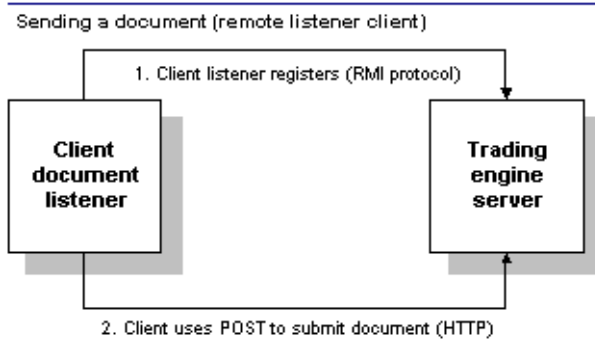 Sending a document (remote listener client)
1. Client listener registers (RMI protocol)
Client
document
listener
Trading
engine
server
2. Client uses POST to submit document (HTTP)